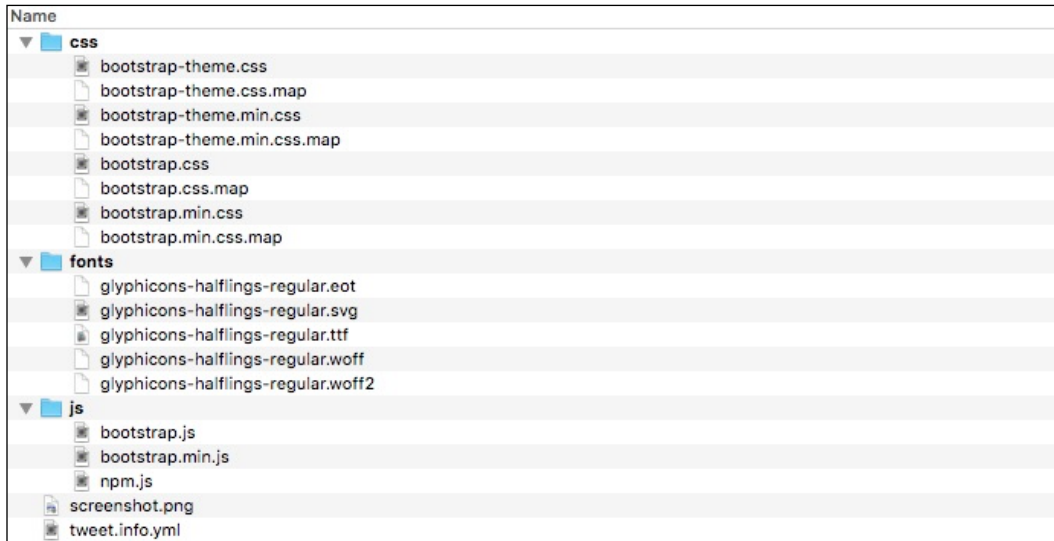 Name
css
bootstrap-theme.css
bootstrap-theme.css.map
bootstrap-theme.min.css
bootstrap-theme.min.css.map
bootstrap.css
bootstrap.css.map
bootstrap.min.css
bootstrap.min.css.map
fonts
glyphicons-halflings-regular.eot
glyphicons-halflings-regular.svg
glyphicons-halflings-regular.ttf
glyphicons-halflings-regular.woff
glyphicons-halflings-regular.woff2
js
bootstrap.js
bootstrap.min.js
npm.js
screenshot.png
tweet.info.yml